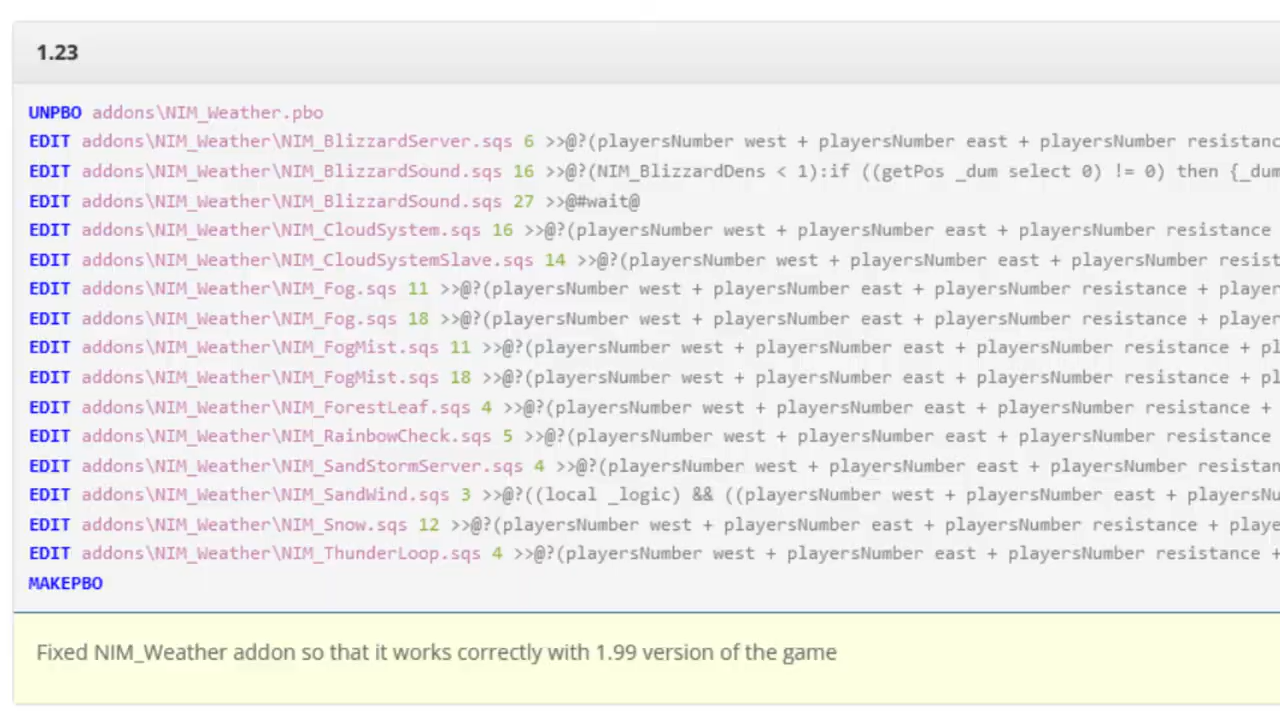 1.23
UNPBO addons\NIM_Weather.pbo
EDIT addons\NIM_Weather\NIM_BlizzardServer.sqs 6 >>@?(playersNumber west + playersNumber east + playersNumber resistanc
EDIT addons\NIM_Weather\NIM_BlizzardSound.sqs 16 >>@?(NIM_BlizzardDens < 1):if ((getPos _dum select 0) != 0) then {_dum
EDIT addons\NIM_Weather\NIM_BlizzardSound.sqs 27 >>@#wait@
EDIT addons\NIM_Weather\NIM_CloudSystem.sqs 16 >>@?(playersNumber west + playersNumber east + playersNumber resistance
EDIT addons\NIM_Weather\NIM_CloudSystemSlave.sqs 14 >>@?(playersNumber west + playersNumber east + playersNumber resist
EDIT addons\NIM_Weather\NIM_Fog.sqs 11 >>@?(playersNumber west + playersNumber east + playersNumber resistance + player
EDIT addons\NIM_Weather\NIM_Fog.sqs 18 >>@?(playersNumber west + playersNumber east + playersNumber resistance + player
EDIT addons\NIM_Weather\NIM_FogMist.sqs 11 >>@?(playersNumber west + playersNumber east + playersNumber resistance + pl
EDIT addons\NIM_Weather\NIM_FogMist.sqs 18 >>@?(playersNumber west + playersNumber east + playersNumber resistance + pl
EDIT addons\NIM_Weather\NIM_ForestLeaf.sqs 4 >>@?(playersNumber west + playersNumber east + playersNumber resistance +
EDIT addons\NIM_Weather\NIM_RainbowCheck.sqs 5 >>@?(playersNumber west + playersNumber east + playersNumber resistance
EDIT addons\NIM_Weather\NIM_SandStormServer.sqs 4 >>@?(playersNumber west + playersNumber east + playersNumber resistan
EDIT addons\NIM_Weather\NIM_SandWind.sqs 3 >>@?((local _logic) && ((playersNumber west + playersNumber east + playersNu
EDIT addons\NIM_Weather\NIM_Snow.sqs 12 >>@?(playersNumber west + playersNumber east + playersNumber resistance + playe
EDIT addons\NIM_Weather\NIM_ThunderLoop.sqs 4 >>@?(playersNumber west + playersNumber east + playersNumber resistance +
MAKEPBO
Fixed NIM_Weather addon so that it works correctly with 1.99 version of the game